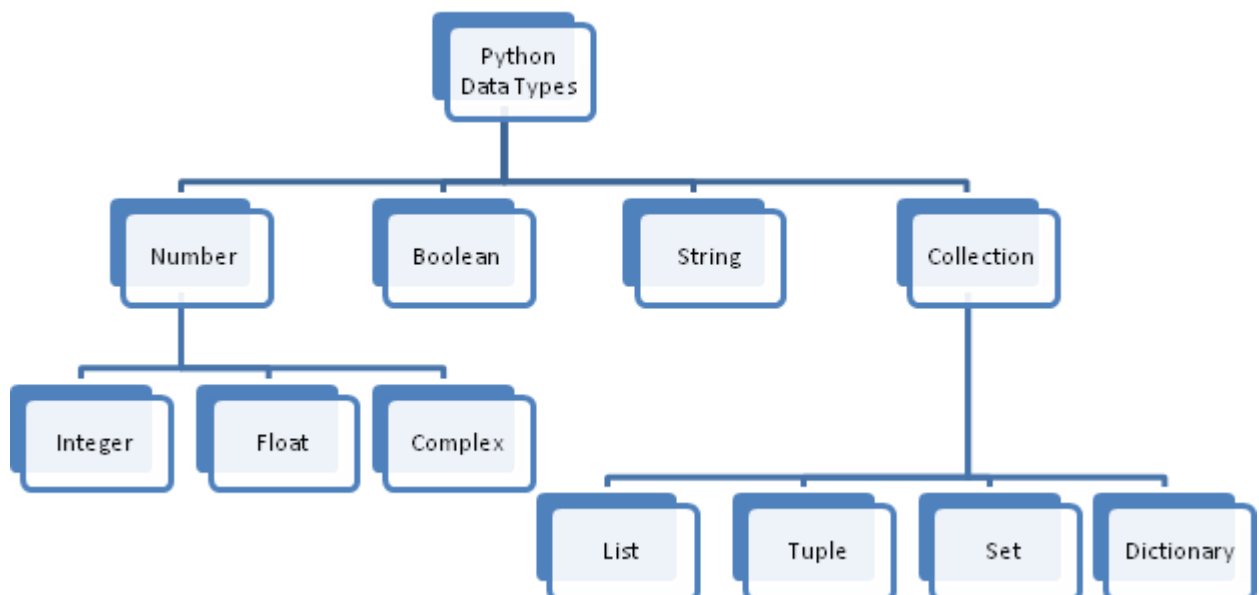 Python
Data Types
Number
Boolean
String
Collection
Integer
Float
Complex
List
Tuple
Set
Dictionary